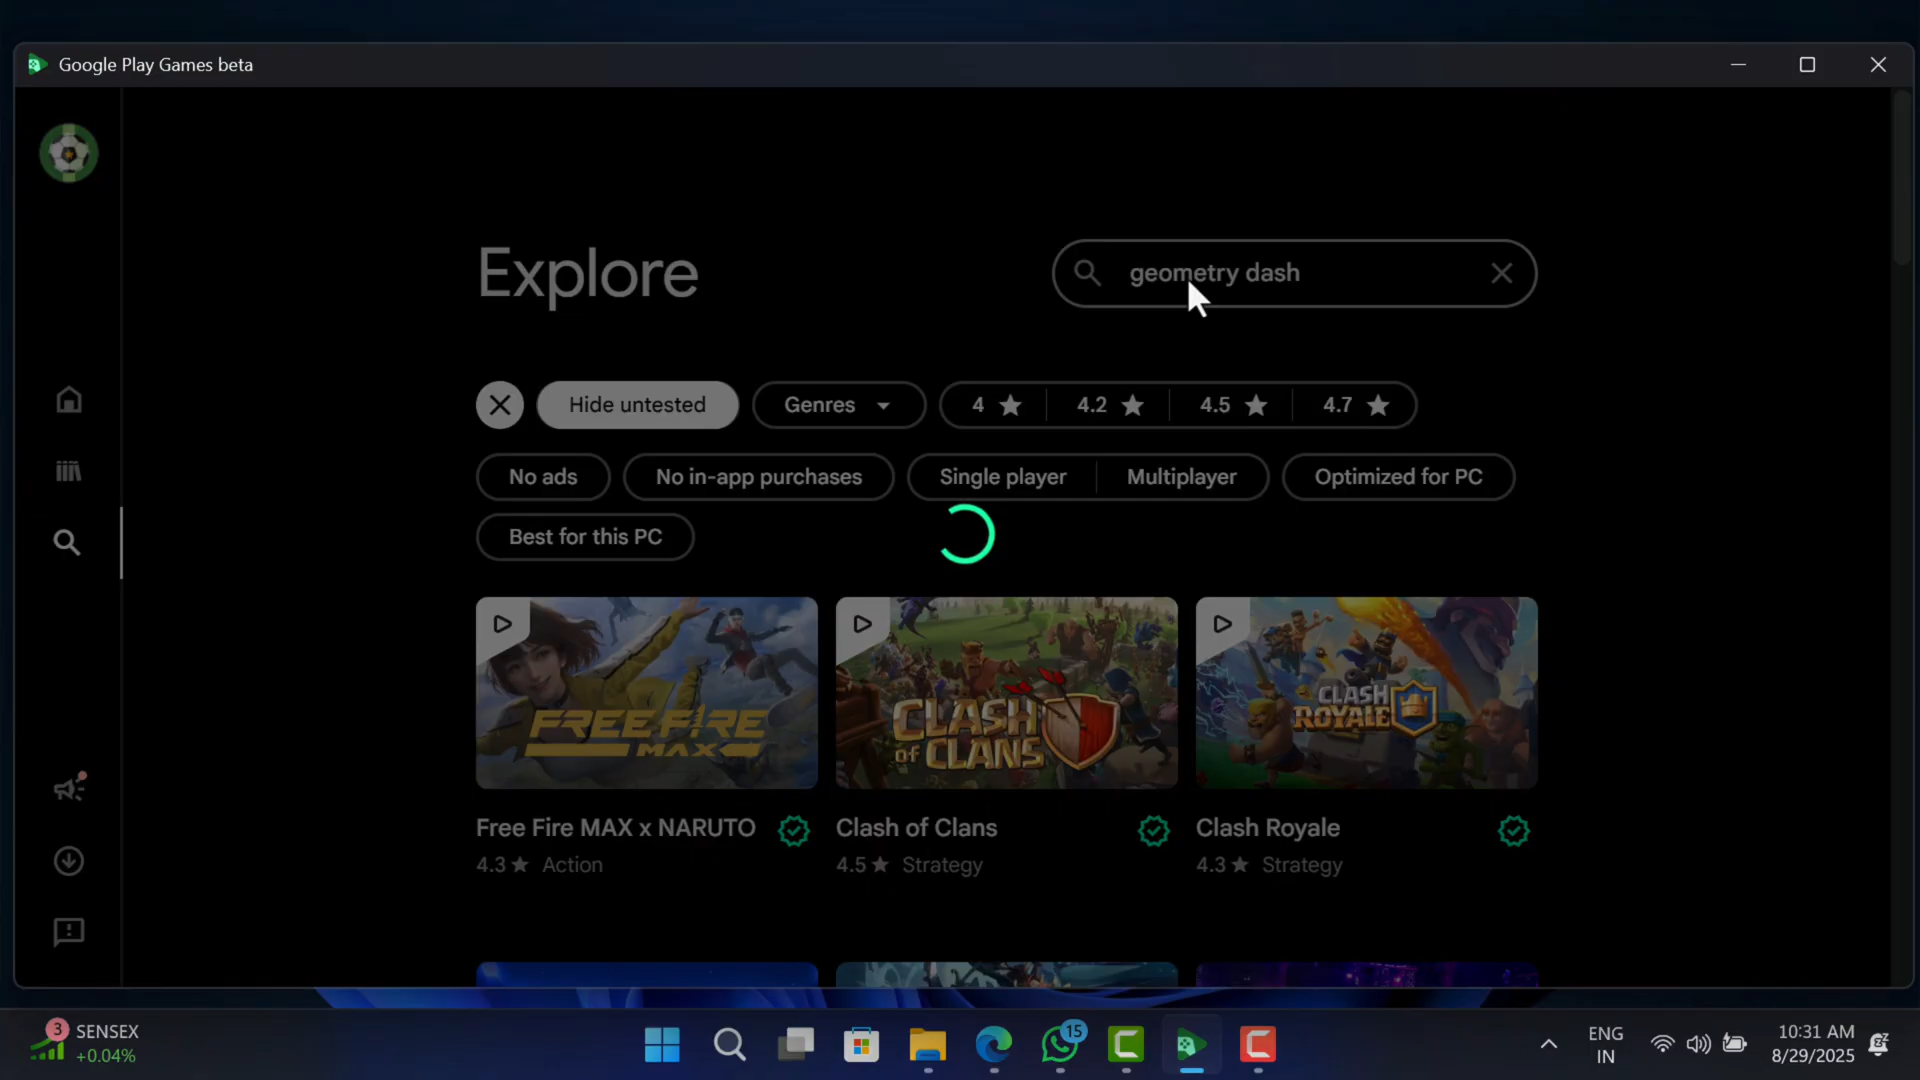 Google Play Games beta
Explore
geometry dash
Hide untested
Genres
4
4.2
4.5
4.7
No ads
No in-app purchases
Single player
Multiplayer
Optimized for PC
Best for this PC
FREE FIRE
MAX
CLASH
OF CLANS
CLASH
ROYALE
Free Fire MAX x NARUTO
Clash of Clans
Clash Royale
4.3 ★ Action
4.5 ★ Strategy
4.3 ★ Strategy
3
SENSEX
+0.04%
15
ENG
IN
10:31 AM
8/29/2025